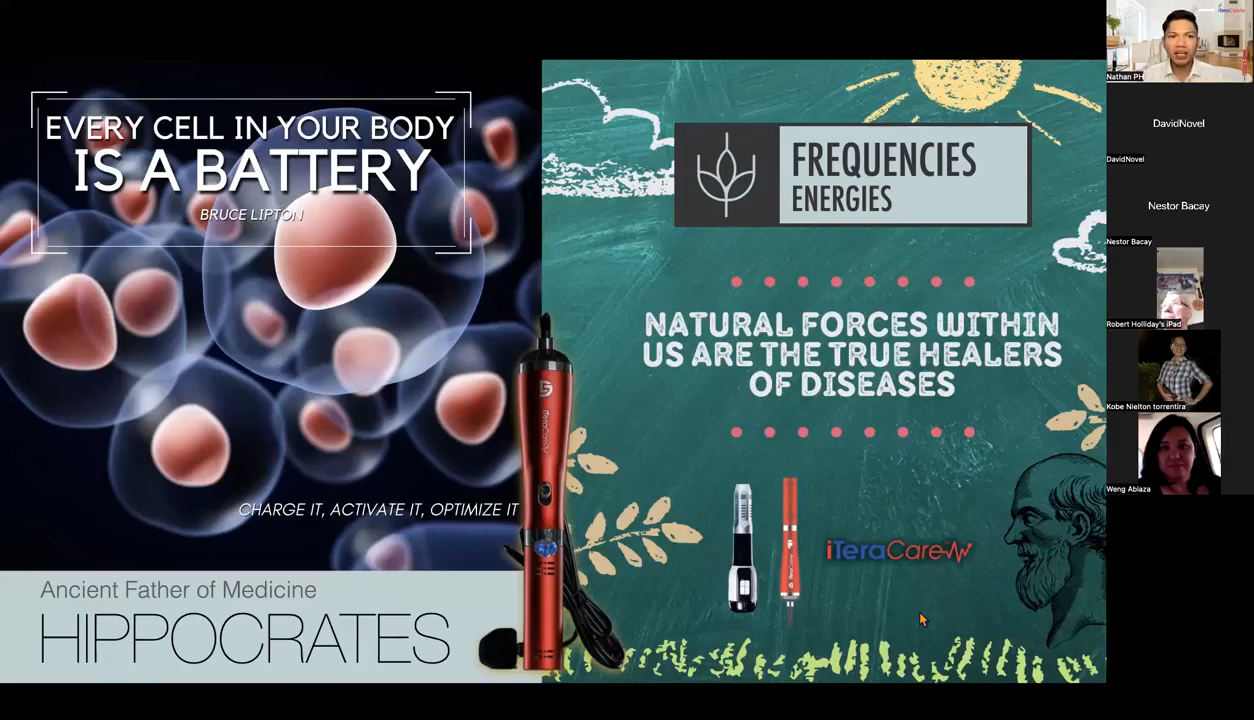 EVERY CELL IN YOUR BODY
IS A BATTERY
BRUCE LIPTON
CHARGE IT, ACTIVATE IT, OPTIMIZE IT
Ancient Father of Medicine
HIPPOCRATES
FREQUENCIES
ENERGIES
NATURAL FORCES WITHIN
US ARE THE TRUE HEALERS
OF DISEASES
iTeraCare
iTeraCare
Nathan PH
DavidNovel
DavidNovel
Nestor Bacay
Nestor Bacay
Robert Holliday's iPad
Kobe Nielton torrentira
Weng Ablaza